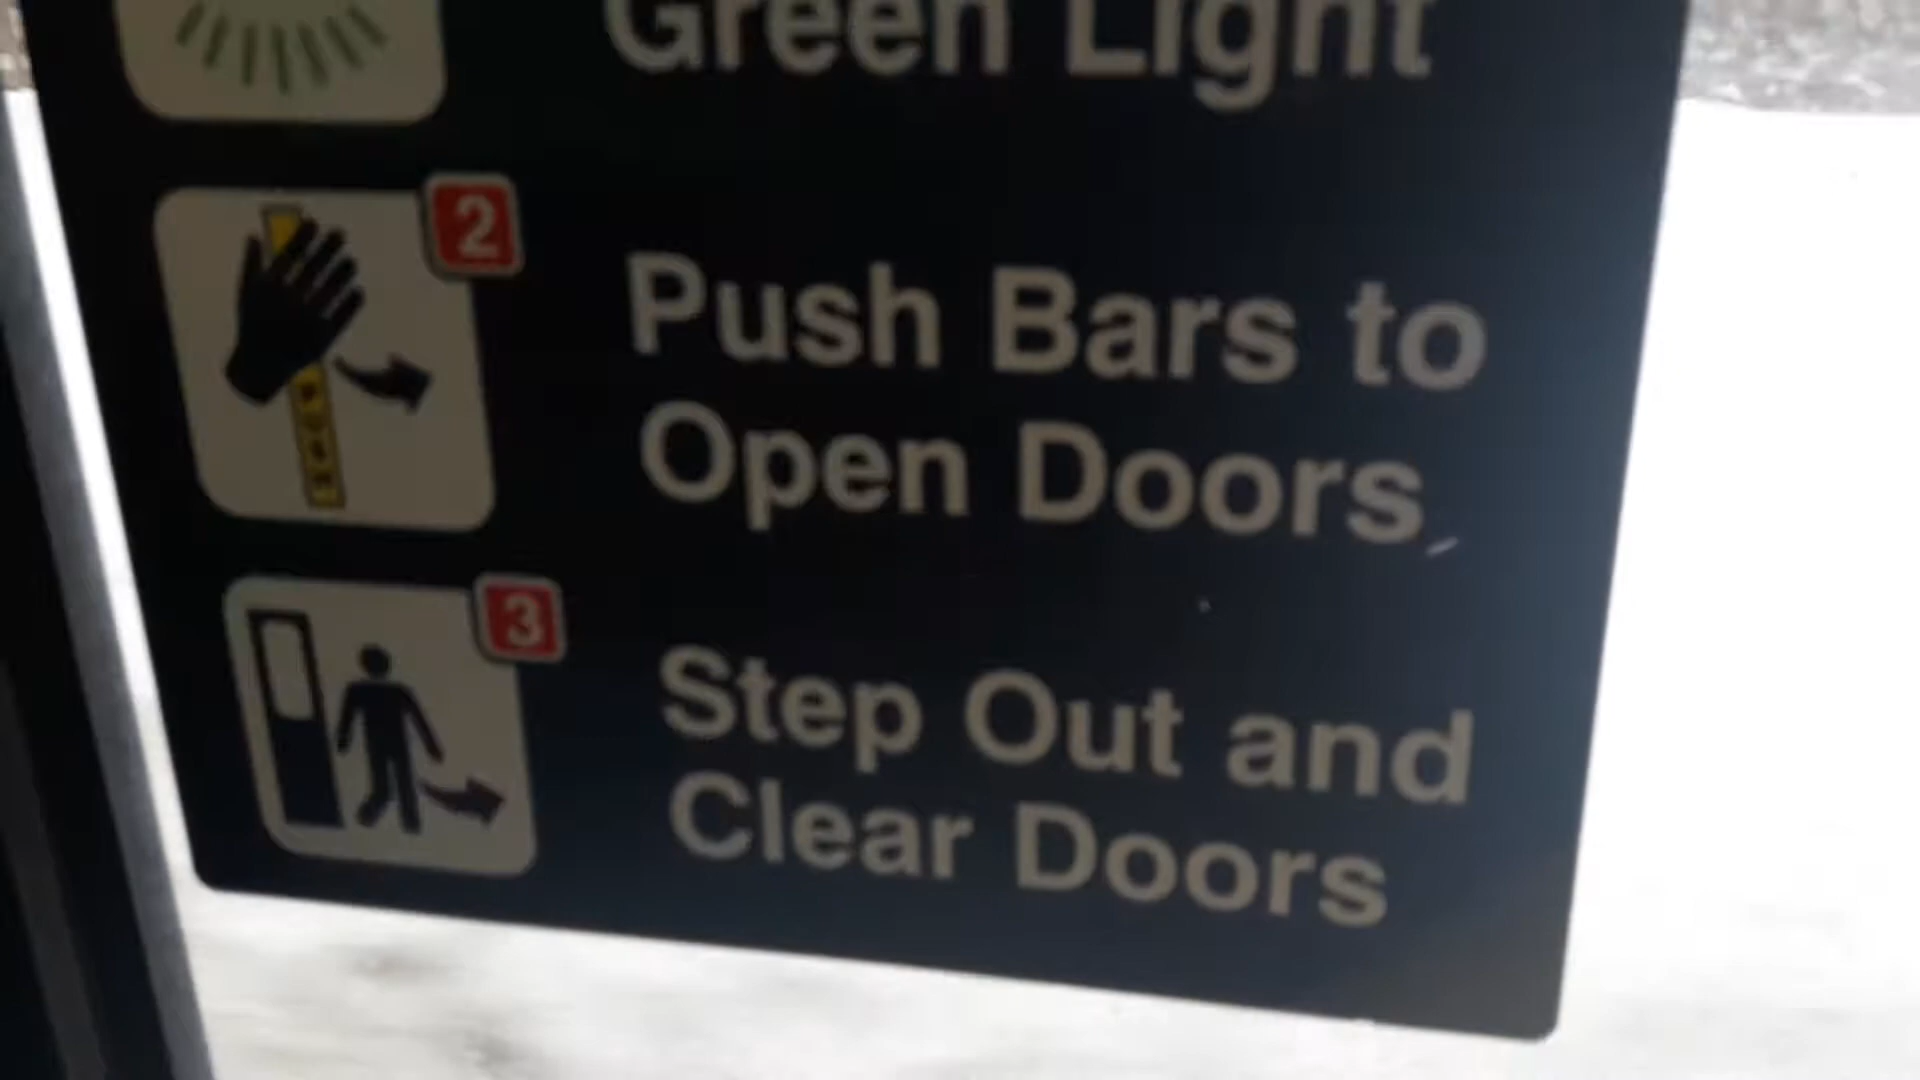 Green Light
2
Push Bars to
Open Doors
3
Step Out and
Clear Doors